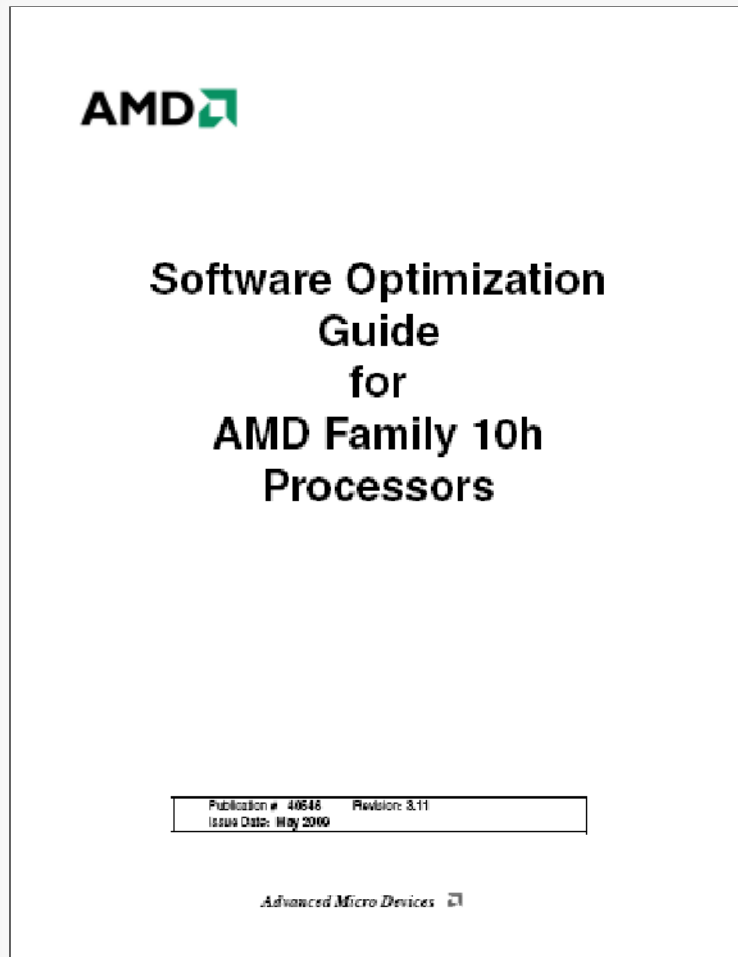 AMD
Software Optimization
Guide
for
AMD Family 10h
Processors
Publication # 40546 Revision: 3.11
Issue Date: May 2009
Advanced Micro Devices